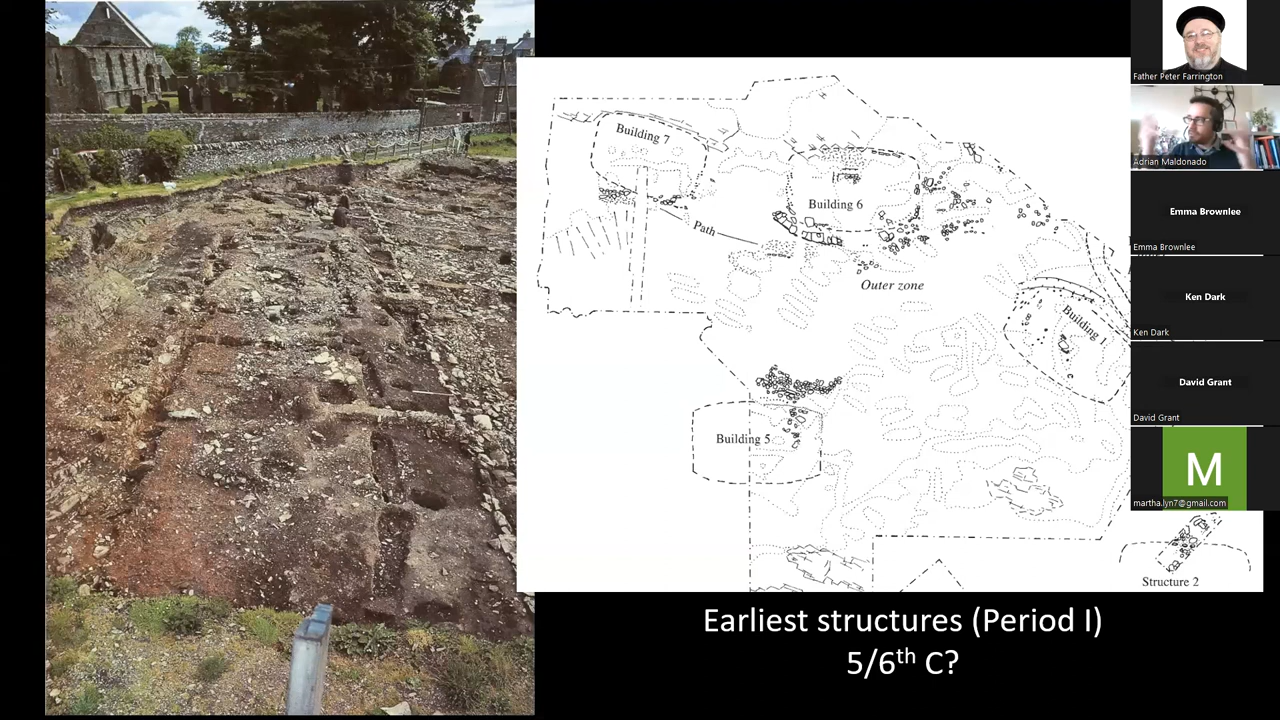 Building 7
Building 6
Path
Outer zone
Building 1
Building 5
Structure 2
Earliest structures (Period I)
5/6th C?
Father Peter Farrington
Adrian Maldonado
Emma Brownlee
Emma Brownlee
Ken Dark
Ken Dark
David Grant
David Grant
M
martha.lyn7@gmail.com